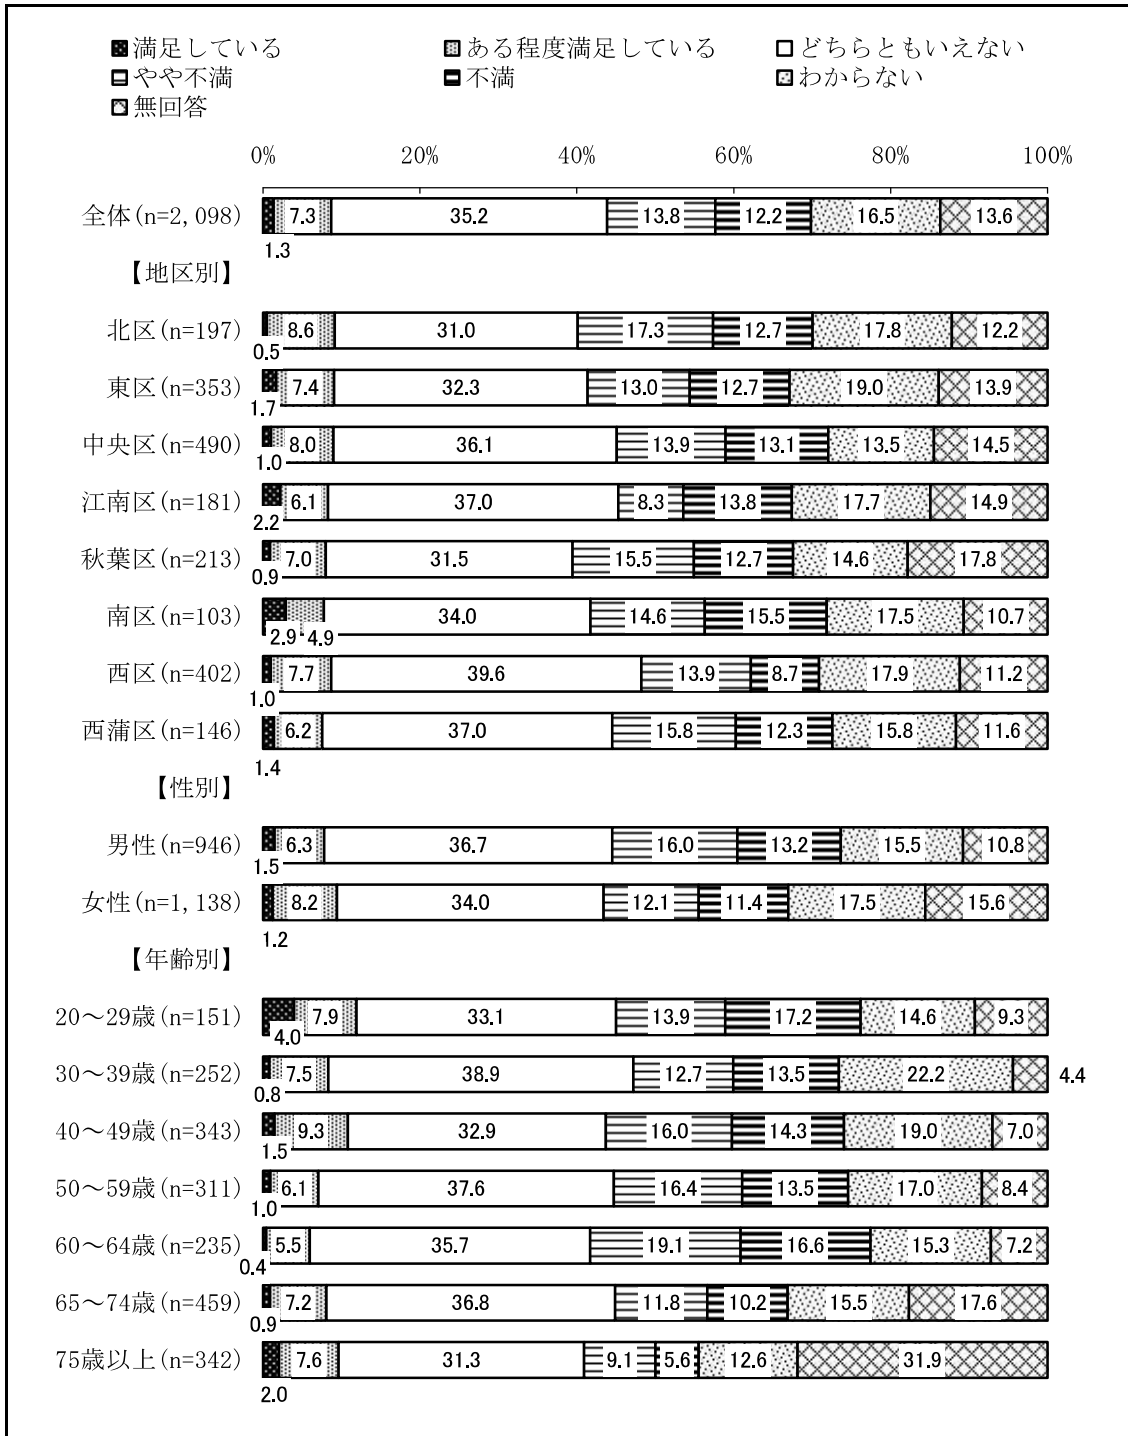 満足している ある程度満足している どちらともいえない
やや不満 不満 わからない
無回答
0% 20% 40% 60% 80% 100%
全体(n=2,098) 7.3 35.2 13.8 12.2 16.5 13.6
1.3
【地区別】
北区(n=197) 8.6 31.0 17.3 12.7 17.8 12.2
0.5
東区(n=353) 7.4 32.3 13.0 12.7 19.0 13.9
1.7
中央区(n=490) 8.0 36.1 13.9 13.1 13.5 14.5
1.0
江南区(n=181) 6.1 37.0 8.3 13.8 17.7 14.9
2.2
秋葉区(n=213) 7.0 31.5 15.5 12.7 14.6 17.8
0.9
南区(n=103) 34.0 14.6 15.5 17.5 10.7
2.9 4.9
西区(n=402) 7.7 39.6 13.9 8.7 17.9 11.2
1.0
西蒲区(n=146) 6.2 37.0 15.8 12.3 15.8 11.6
1.4
【性別】
男性(n=946) 6.3 36.7 16.0 13.2 15.5 10.8
1.5
女性(n=1,138) 8.2 34.0 12.1 11.4 17.5 15.6
1.2
【年齢別】
20～29歳(n=151) 7.9 33.1 13.9 17.2 14.6 9.3
4.0
30～39歳(n=252) 7.5 38.9 12.7 13.5 22.2 4.4
0.8
40～49歳(n=343) 9.3 32.9 16.0 14.3 19.0 7.0
1.5
50～59歳(n=311) 6.1 37.6 16.4 13.5 17.0 8.4
1.0
60～64歳(n=235) 5.5 35.7 19.1 16.6 15.3 7.2
0.4
65～74歳(n=459) 7.2 36.8 11.8 10.2 15.5 17.6
0.9
75歳以上(n=342) 7.6 31.3 9.1 5.6 12.6 31.9
2.0